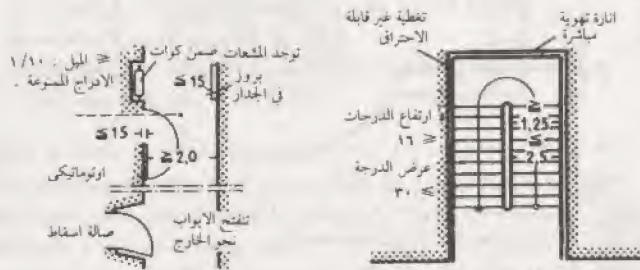 انارة تهوية
مباشرة
تغطية غير قابلة
الاحتراق
ارتفاع الدرجات
≥ ١٦
عرض الدرجة
≤ ٣٠
≧
1,25
≦
2,5
توجد المشعات ضمن كوات
≥ الميل : ١/١٠
الادراج الممنوعة .
بروز
في الجدار
≦15
≦15
≧2,0
اوتوماتيكى
تنفتح الابواب
نحو الخارج
صالة اسقاط